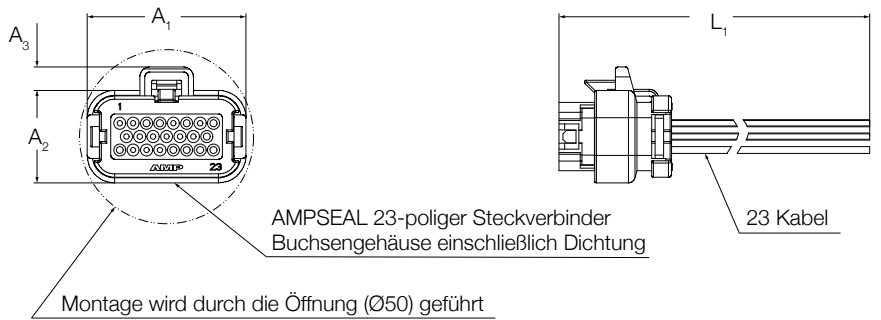 A₁
A₃
A₂
1
AMP 23
L₁
AMPSEAL 23-poliger Steckverbinder
Buchsengehäuse einschließlich Dichtung
23 Kabel
Montage wird durch die Öffnung (Ø50) geführt